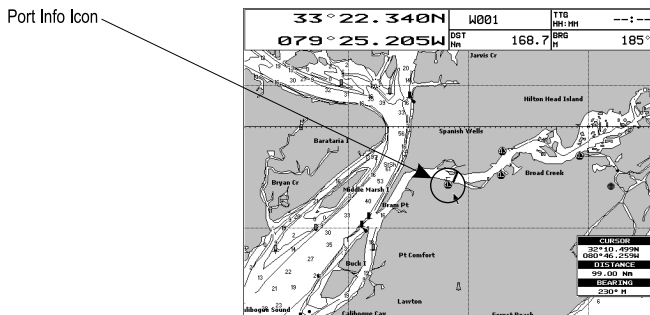 Port Info Icon
33°22.340N
079°25.205W
W001
TTG
HH:MM
--:--
DST
Nm
168.7
BRG
M
185°
Jarvis Cr
Hilton Head Island
Spanish Wells
Barataria I
Broad Creek
Bryan Cr
Middle Marsh I
Bram Pt
Pt Comfort
Buck I
Lawton
Calibogue Cay
Forest Beach
CURSOR
32°10.499N
080°46.259W
DISTANCE
99.00 Nm
BEARING
230° M